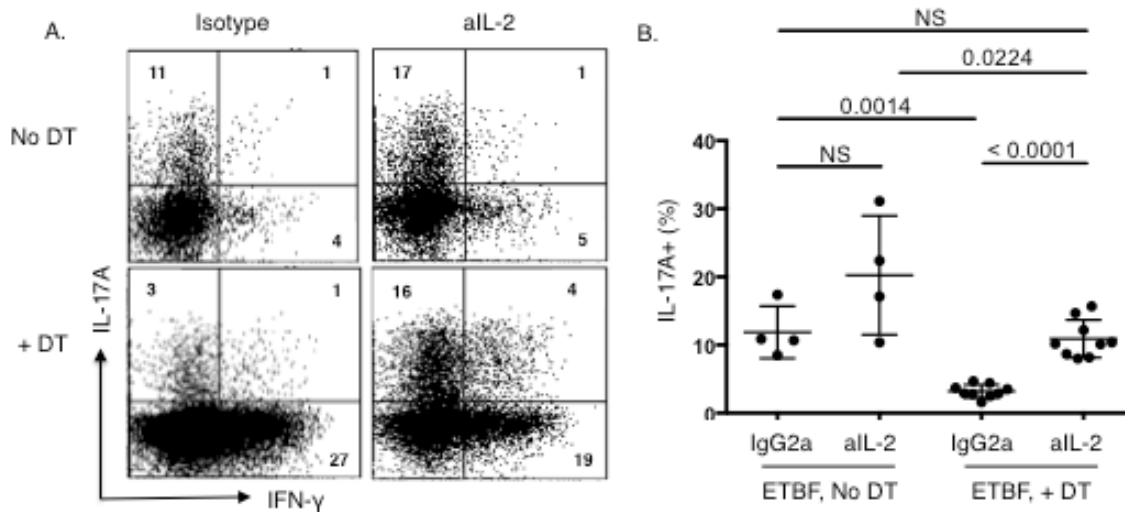 A.
Isotype
aIL-2
No DT
11
1
4
17
1
5
+ DT
3
1
27
16
4
19
IL-17A
IFN-γ
B.
NS
0.0224
0.0014
NS
< 0.0001
IL-17A+ (%)
40
30
20
10
0
IgG2a
aIL-2
IgG2a
aIL-2
ETBF, No DT
ETBF, + DT